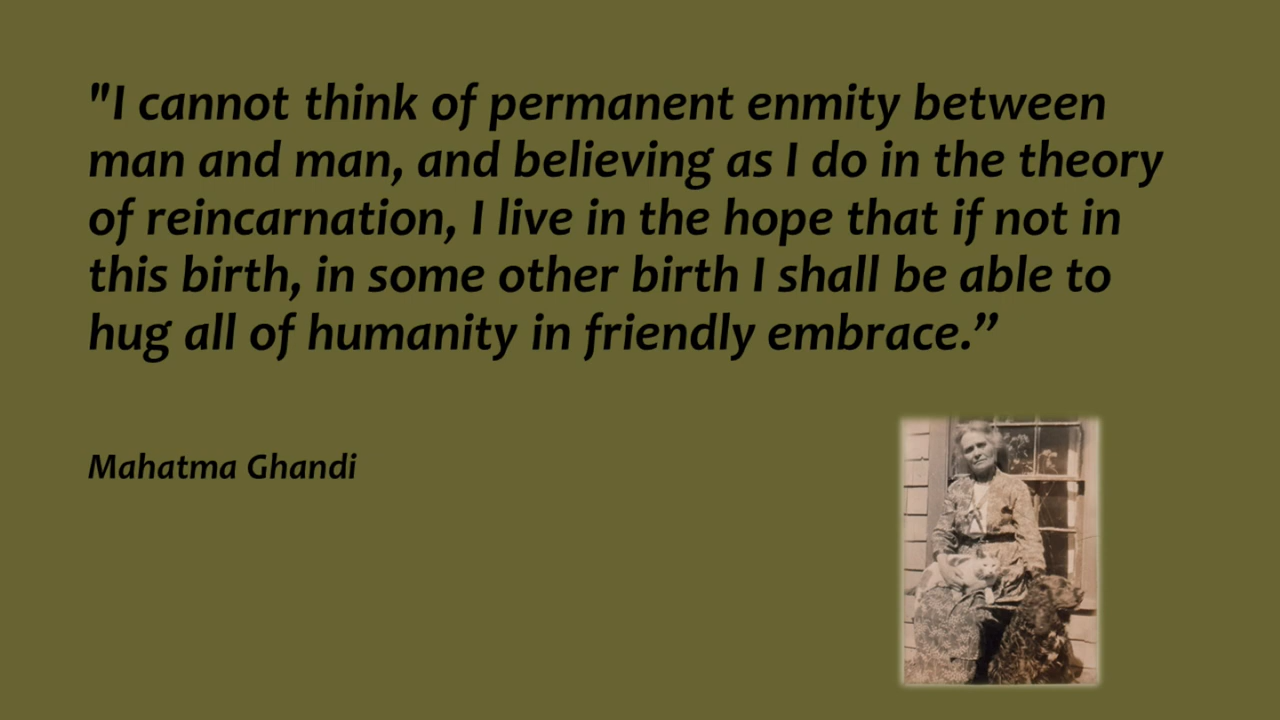 "I cannot think of permanent enmity between
man and man, and believing as I do in the theory
of reincarnation, I live in the hope that if not in
this birth, in some other birth I shall be able to
hug all of humanity in friendly embrace.”
Mahatma Ghandi